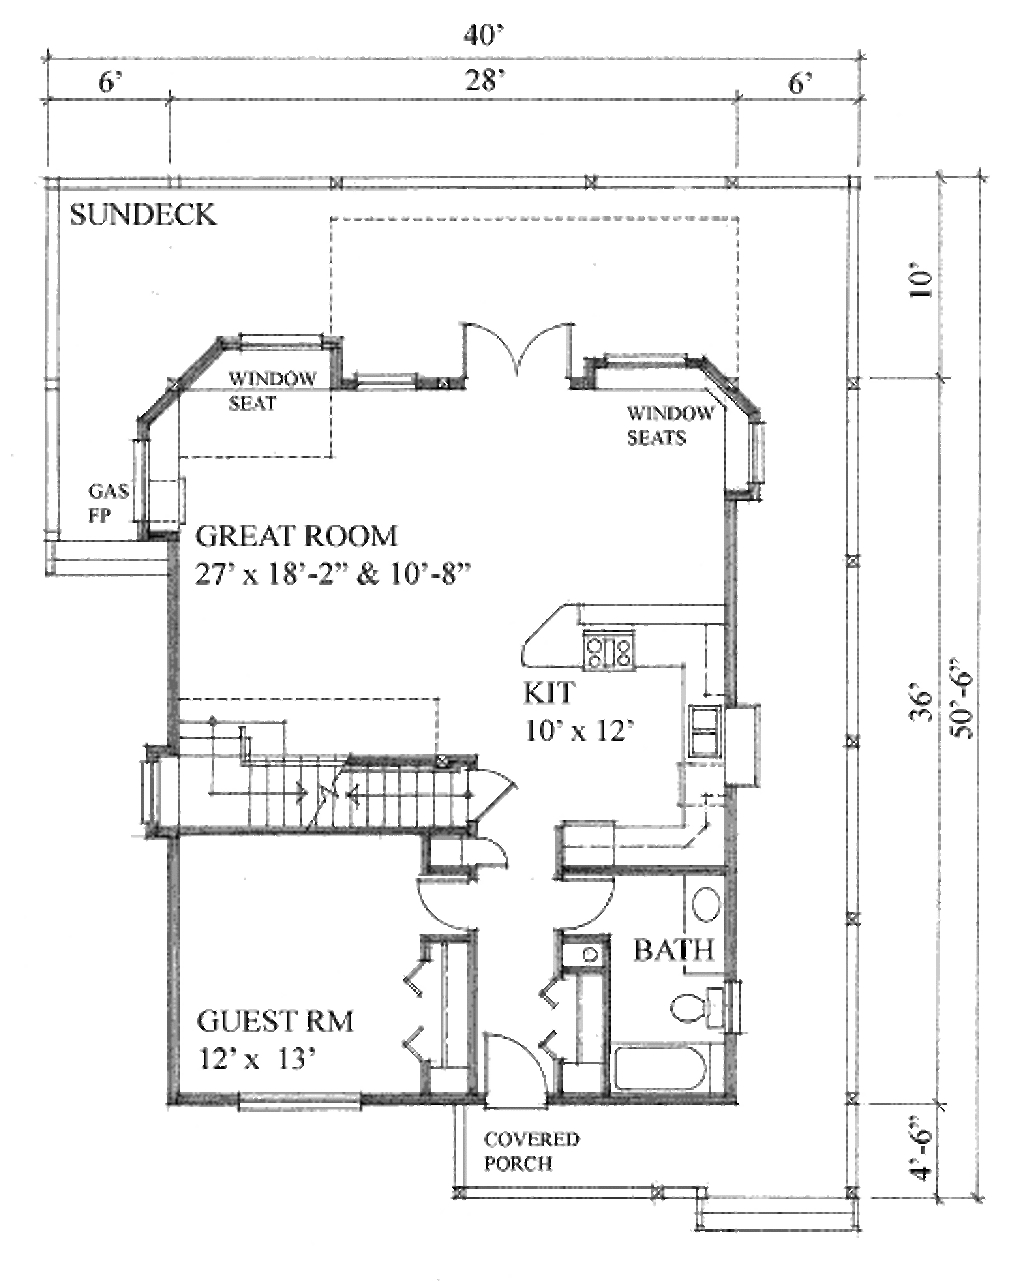 40’
6’
28’
6’
SUNDECK
10’
WINDOW
SEAT
WINDOW
SEATS
GAS
FP
GREAT ROOM
27’ x 18’-2” & 10’-8”
KIT
10’ x 12’
36’
50’-6”
BATH
GUEST RM
12’ x 13’
COVERED
PORCH
4’-6”